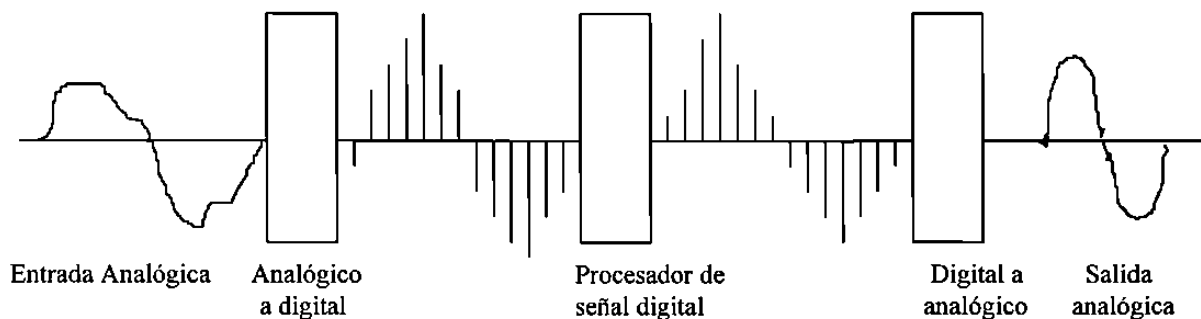 Entrada Analógica
Analógico
a digital
Procesador de
señal digital
Digital a
analógico
Salida
analógica